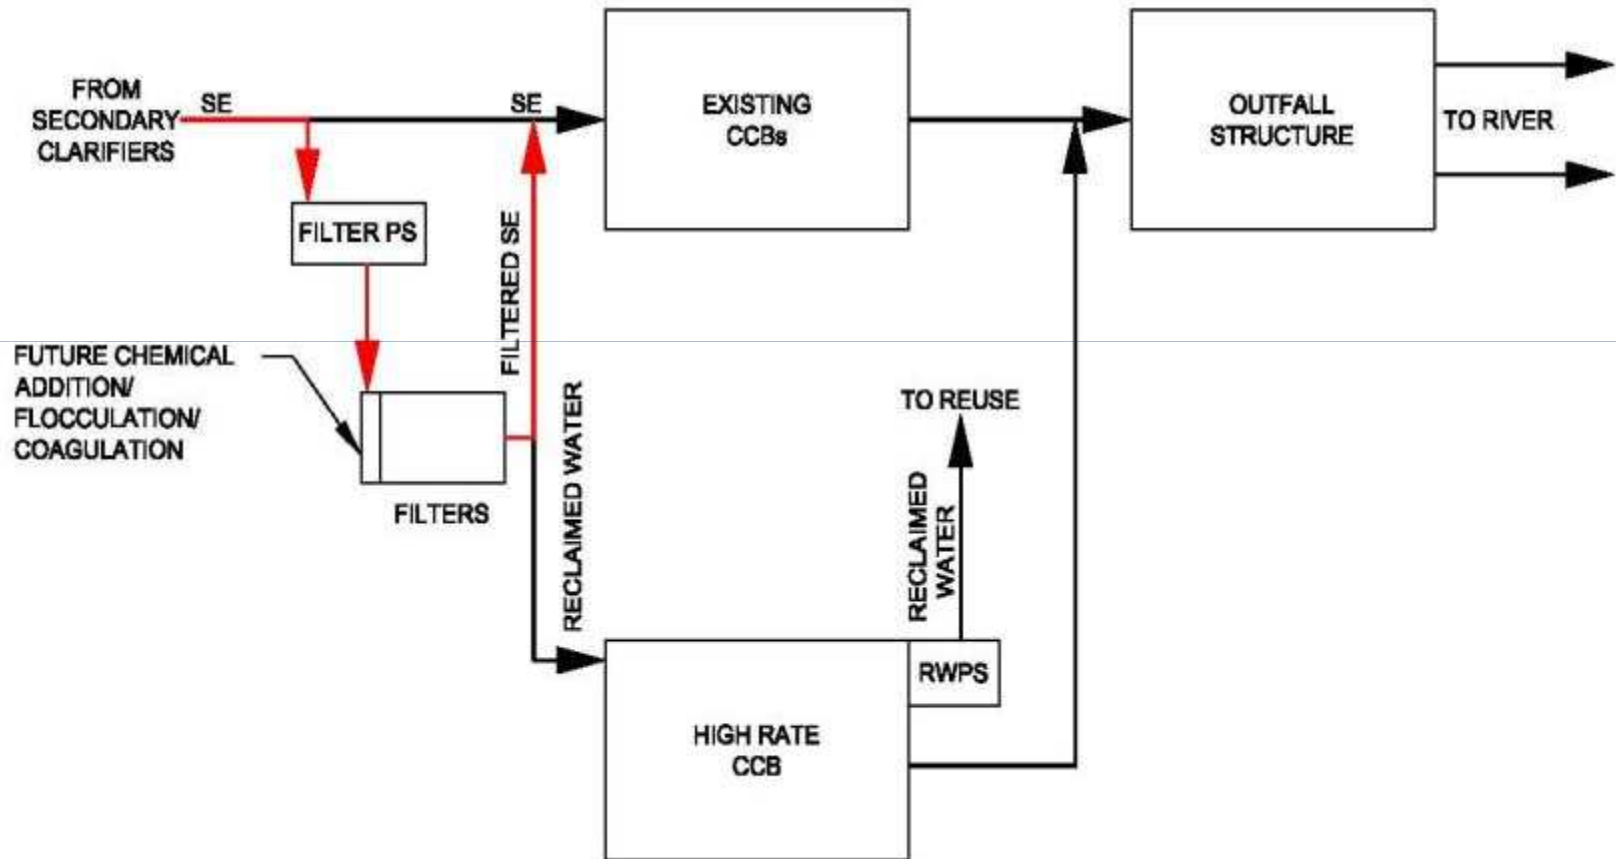 FROM
SECONDARY
CLARIFIERS
SE
SE
EXISTING
CCBs
OUTFALL
STRUCTURE
TO RIVER
FILTER PS
FILTERED SE
FUTURE CHEMICAL
ADDITION/
FLOCCULATION/
COAGULATION
FILTERS
RECLAIMED WATER
TO REUSE
RECLAIMED
WATER
RWPS
HIGH RATE
CCB